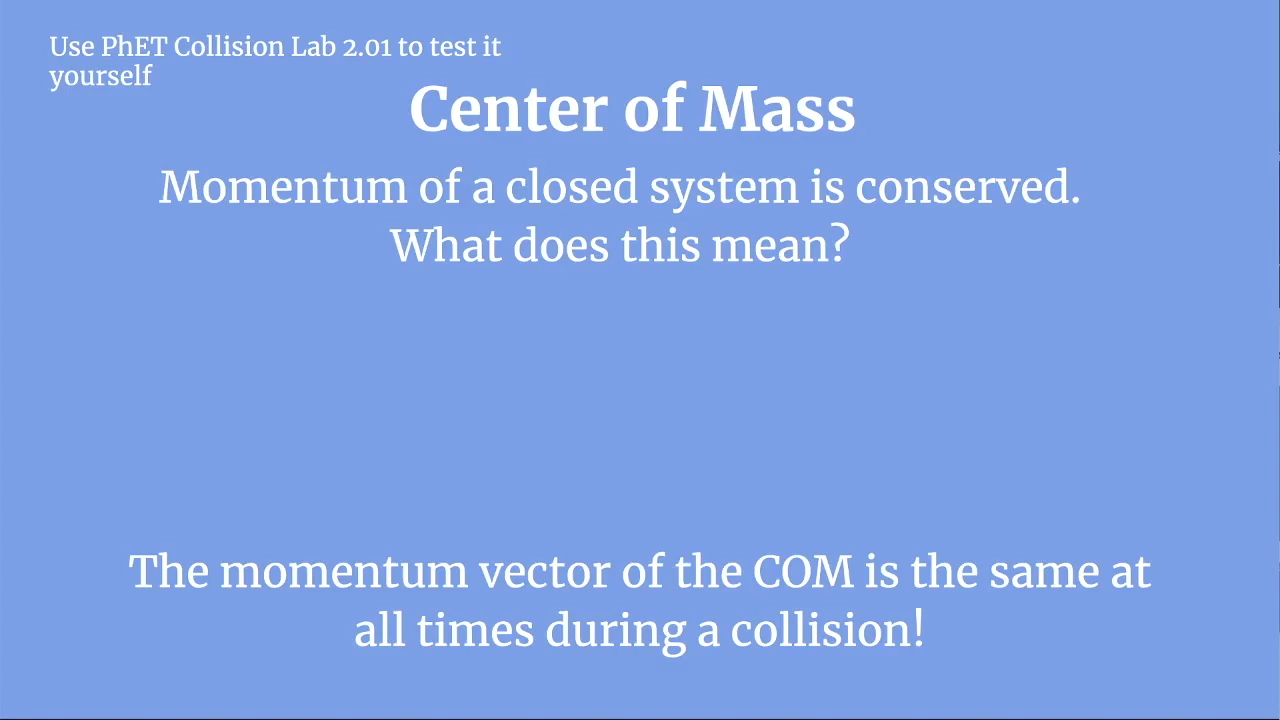 Use PhET Collision Lab 2.01 to test it
yourself
Center of Mass
Momentum of a closed system is conserved.
What does this mean?
The momentum vector of the COM is the same at
all times during a collision!